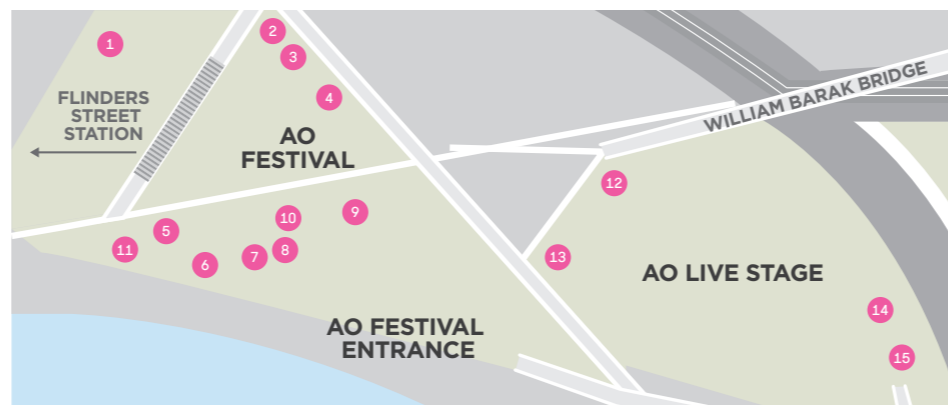 1
2
3
4
FLINDERS
STREET
STATION
AO
FESTIVAL
WILLIAM BARAK BRIDGE
12
9
10
5
11
6
7
8
13
AO LIVE STAGE
14
AO FESTIVAL
ENTRANCE
15